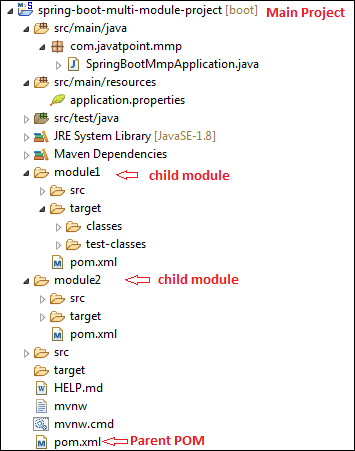 spring-boot-multi-module-project [boot] Main Project
src/main/java
com.javatpoint.mmp
SpringBootMmpApplication.java
src/main/resources
application.properties
src/test/java
JRE System Library [JavaSE-1.8]
Maven Dependencies
module1 child module
src
target
classes
test-classes
pom.xml
module2 child module
src
target
pom.xml
src
target
HELP.md
mvnw
mvnw.cmd
pom.xml Parent POM